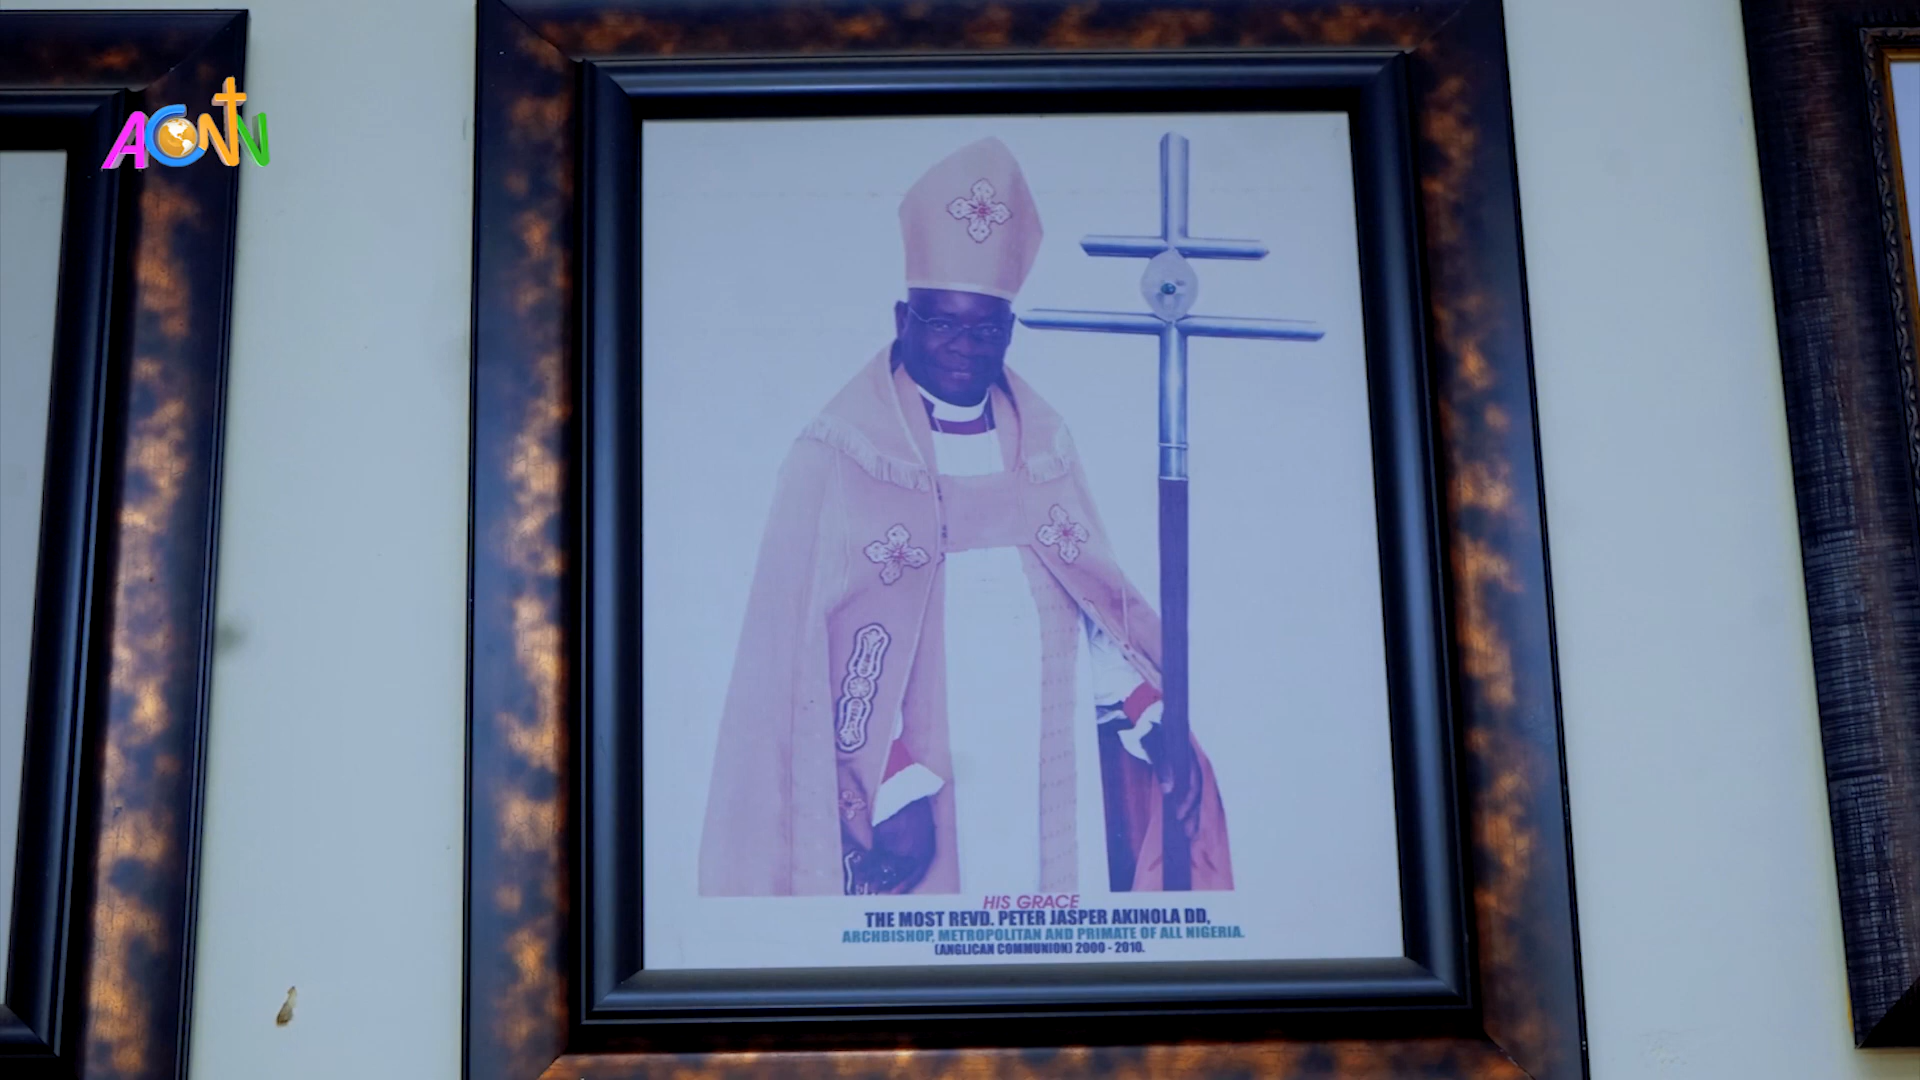 ACNN
HIS GRACE
THE MOST REVD. PETER JASPER AKINOLA DD,
ARCHBISHOP, METROPOLITAN AND PRIMATE OF ALL NIGERIA.
(ANGLICAN COMMUNION) 2000 - 2010.